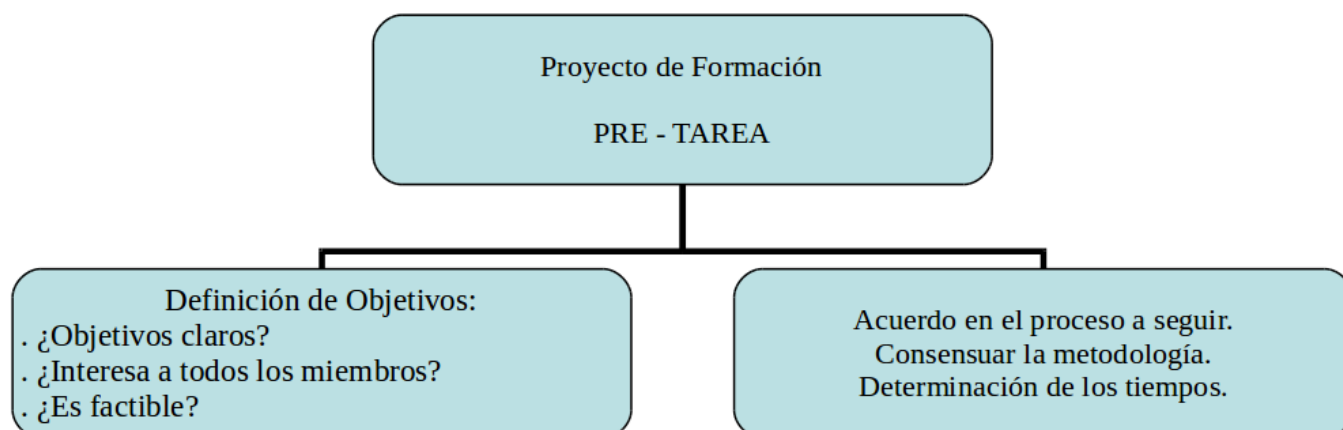 Proyecto de Formación
PRE - TAREA
Definición de Objetivos:
. ¿Objetivos claros?
. ¿Interesa a todos los miembros?
. ¿Es factible?
Acuerdo en el proceso a seguir.
Consensuar la metodología.
Determinación de los tiempos.